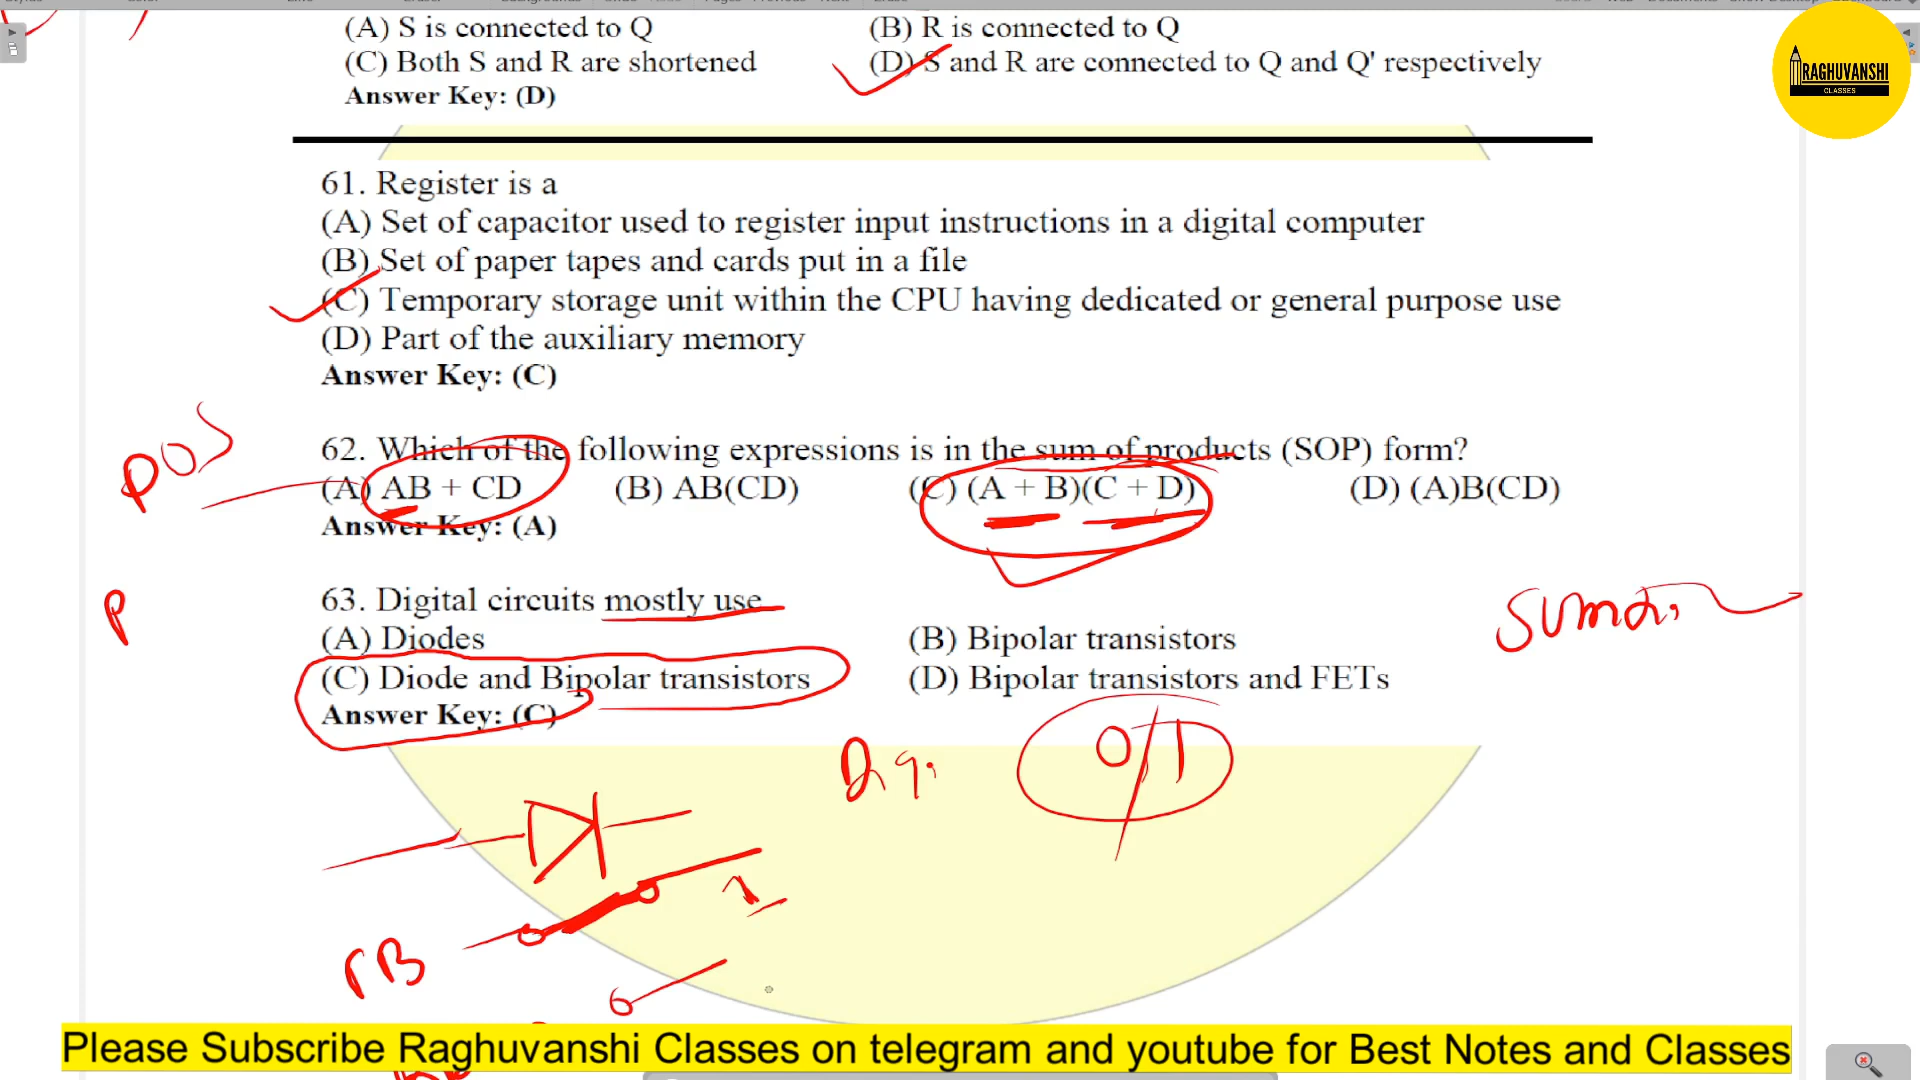 (A) S is connected to Q (B) R is connected to Q
(C) Both S and R are shortened (D) S and R are connected to Q and Q' respectively
Answer Key: (D)
RAGHUVANSHI
CLASSES
61. Register is a
(A) Set of capacitor used to register input instructions in a digital computer
(B) Set of paper tapes and cards put in a file
(C) Temporary storage unit within the CPU having dedicated or general purpose use
(D) Part of the auxiliary memory
Answer Key: (C)
POS
62. Which of the following expressions is in the sum of products (SOP) form?
(A) AB + CD (B) AB(CD) (C) (A + B)(C + D) (D) (A)B(CD)
Answer Key: (A)
P
63. Digital circuits mostly use
(A) Diodes (B) Bipolar transistors
(C) Diode and Bipolar transistors (D) Bipolar transistors and FETs
Answer Key: (C)
0/1
Please Subscribe Raghuvanshi Classes on telegram and youtube for Best Notes and Classes